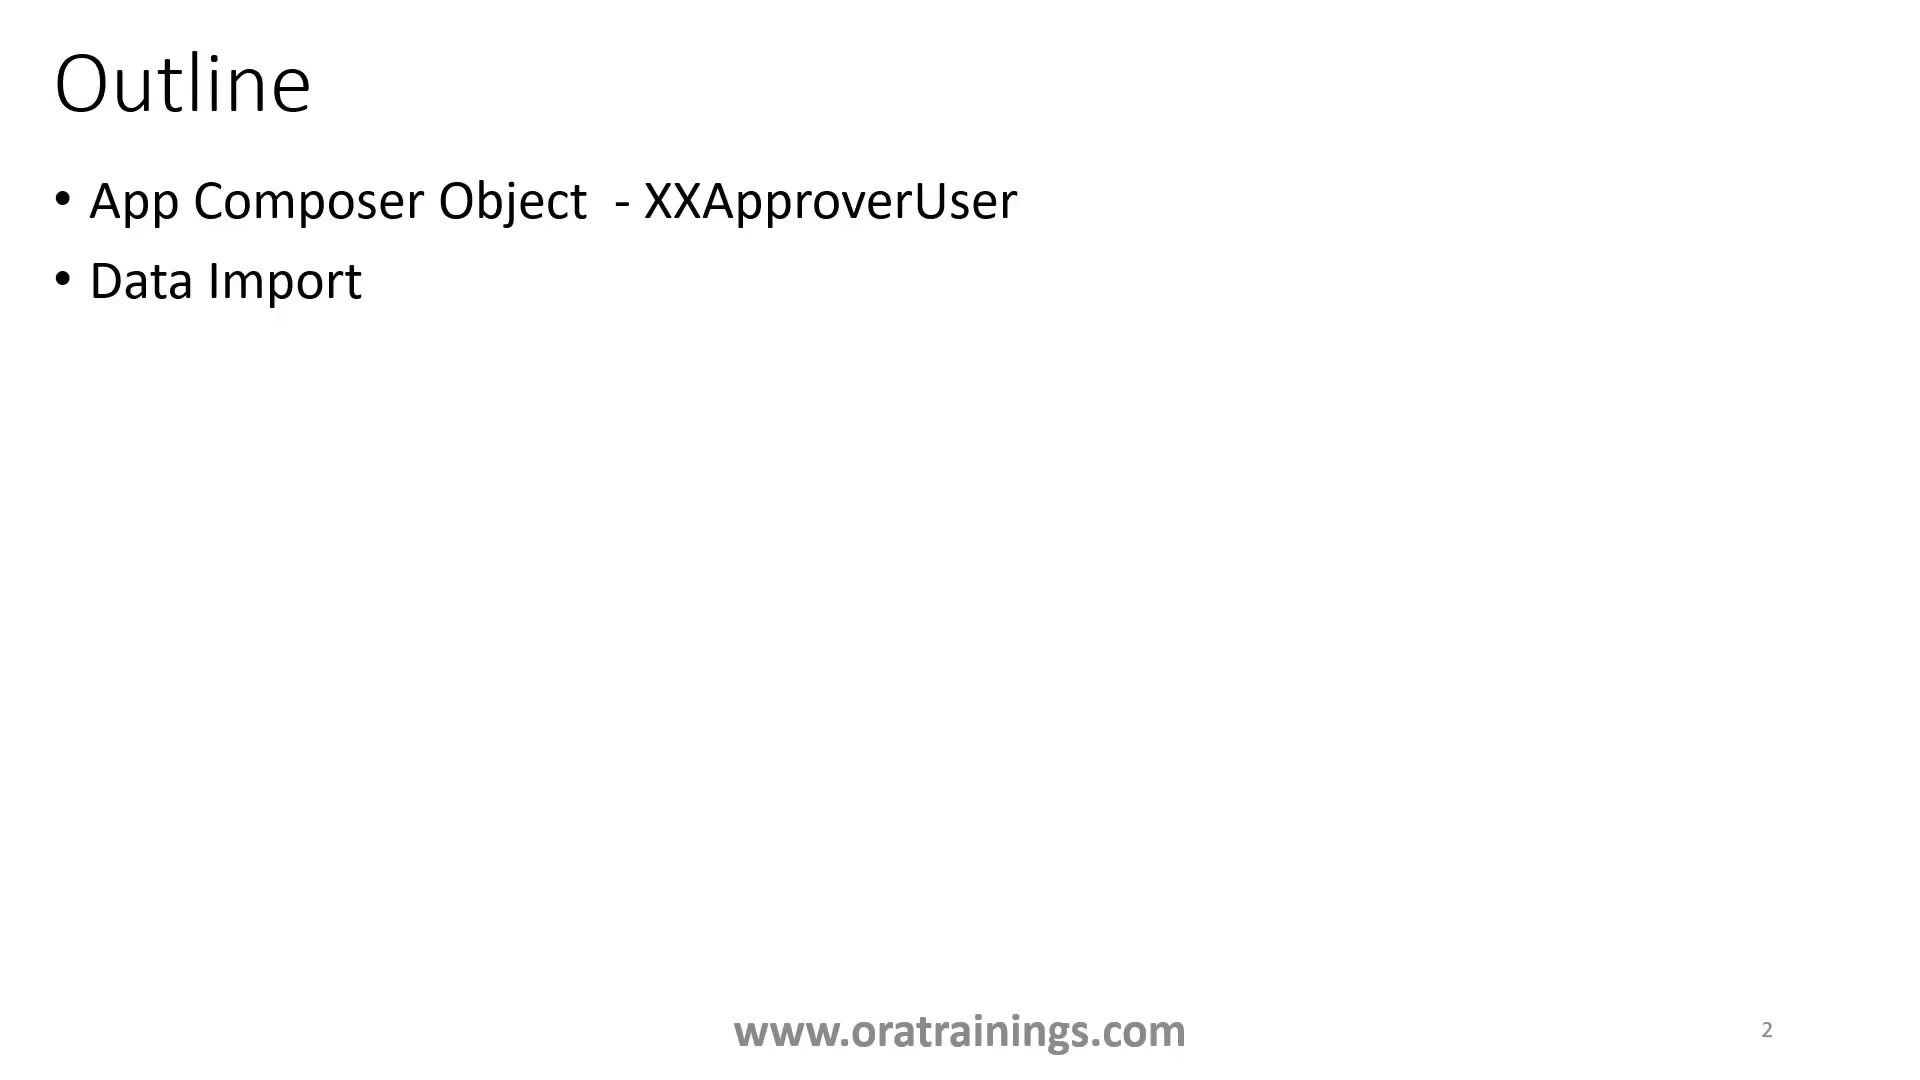 Outline
• App Composer Object  - XXApproverUser
• Data Import
www.oratrainings.com
2